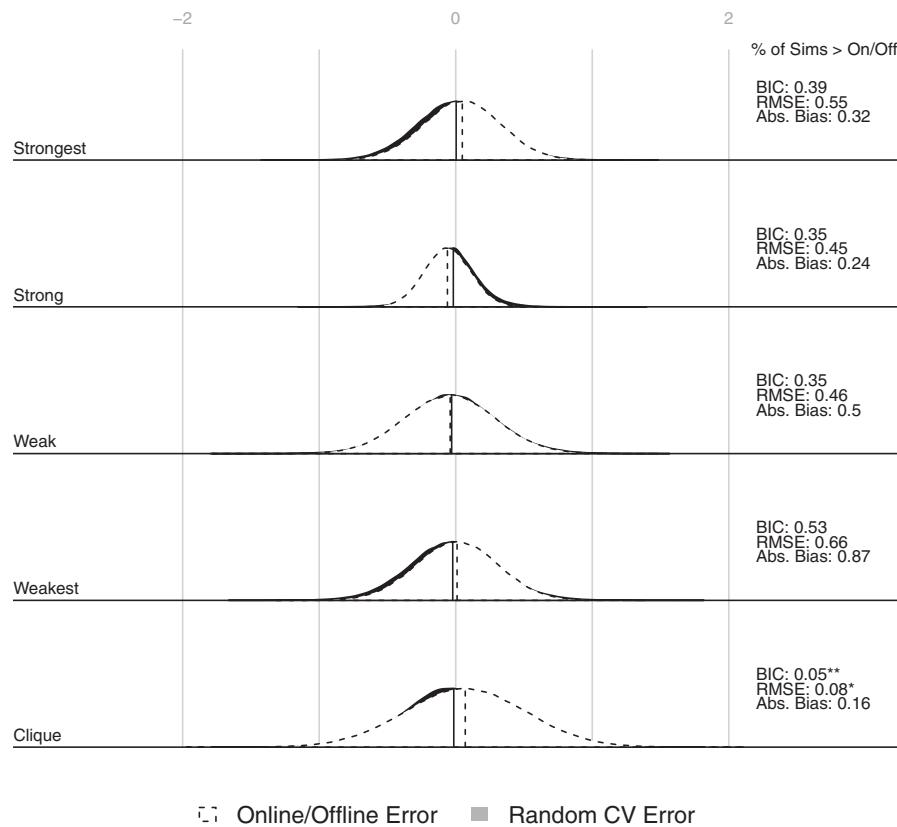 −2 0 2
% of Sims > On/Off
BIC: 0.39
RMSE: 0.55
Abs. Bias: 0.32
Strongest
BIC: 0.35
RMSE: 0.45
Abs. Bias: 0.24
Strong
BIC: 0.35
RMSE: 0.46
Abs. Bias: 0.5
Weak
BIC: 0.53
RMSE: 0.66
Abs. Bias: 0.87
Weakest
BIC: 0.05**
RMSE: 0.08*
Abs. Bias: 0.16
Clique
Online/Offline Error Random CV Error